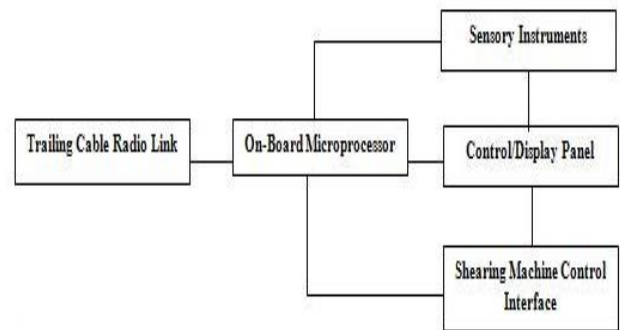 Sensory Instruments
Trailing Cable Radio Link
On-Board Microprocessor
Control/Display Panel
Shearing Machine Control
Interface